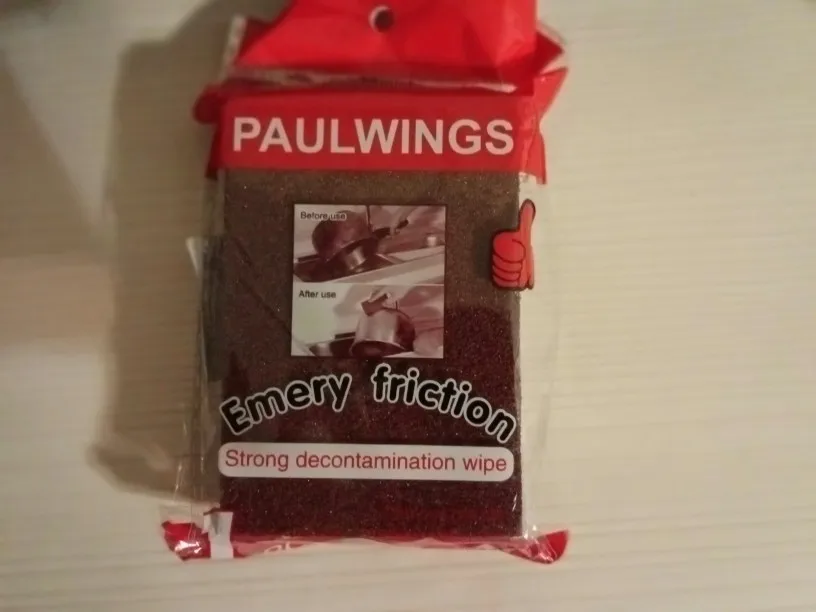 PAULWINGS
Before use
After use
Emery friction
Strong decontamination wipe